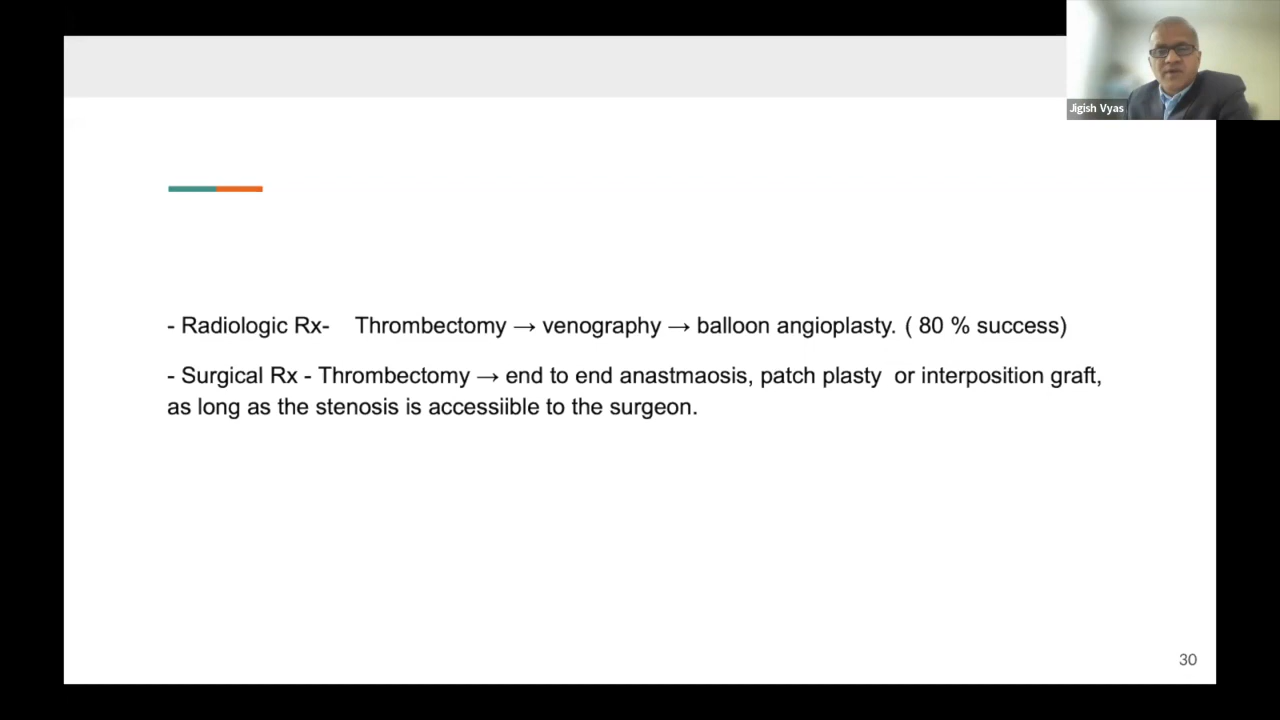 Jigish Vyas
- Radiologic Rx-    Thrombectomy → venography → balloon angioplasty. ( 80 % success)
- Surgical Rx - Thrombectomy → end to end anastmaosis, patch plasty  or interposition graft,
as long as the stenosis is accessiible to the surgeon.
30